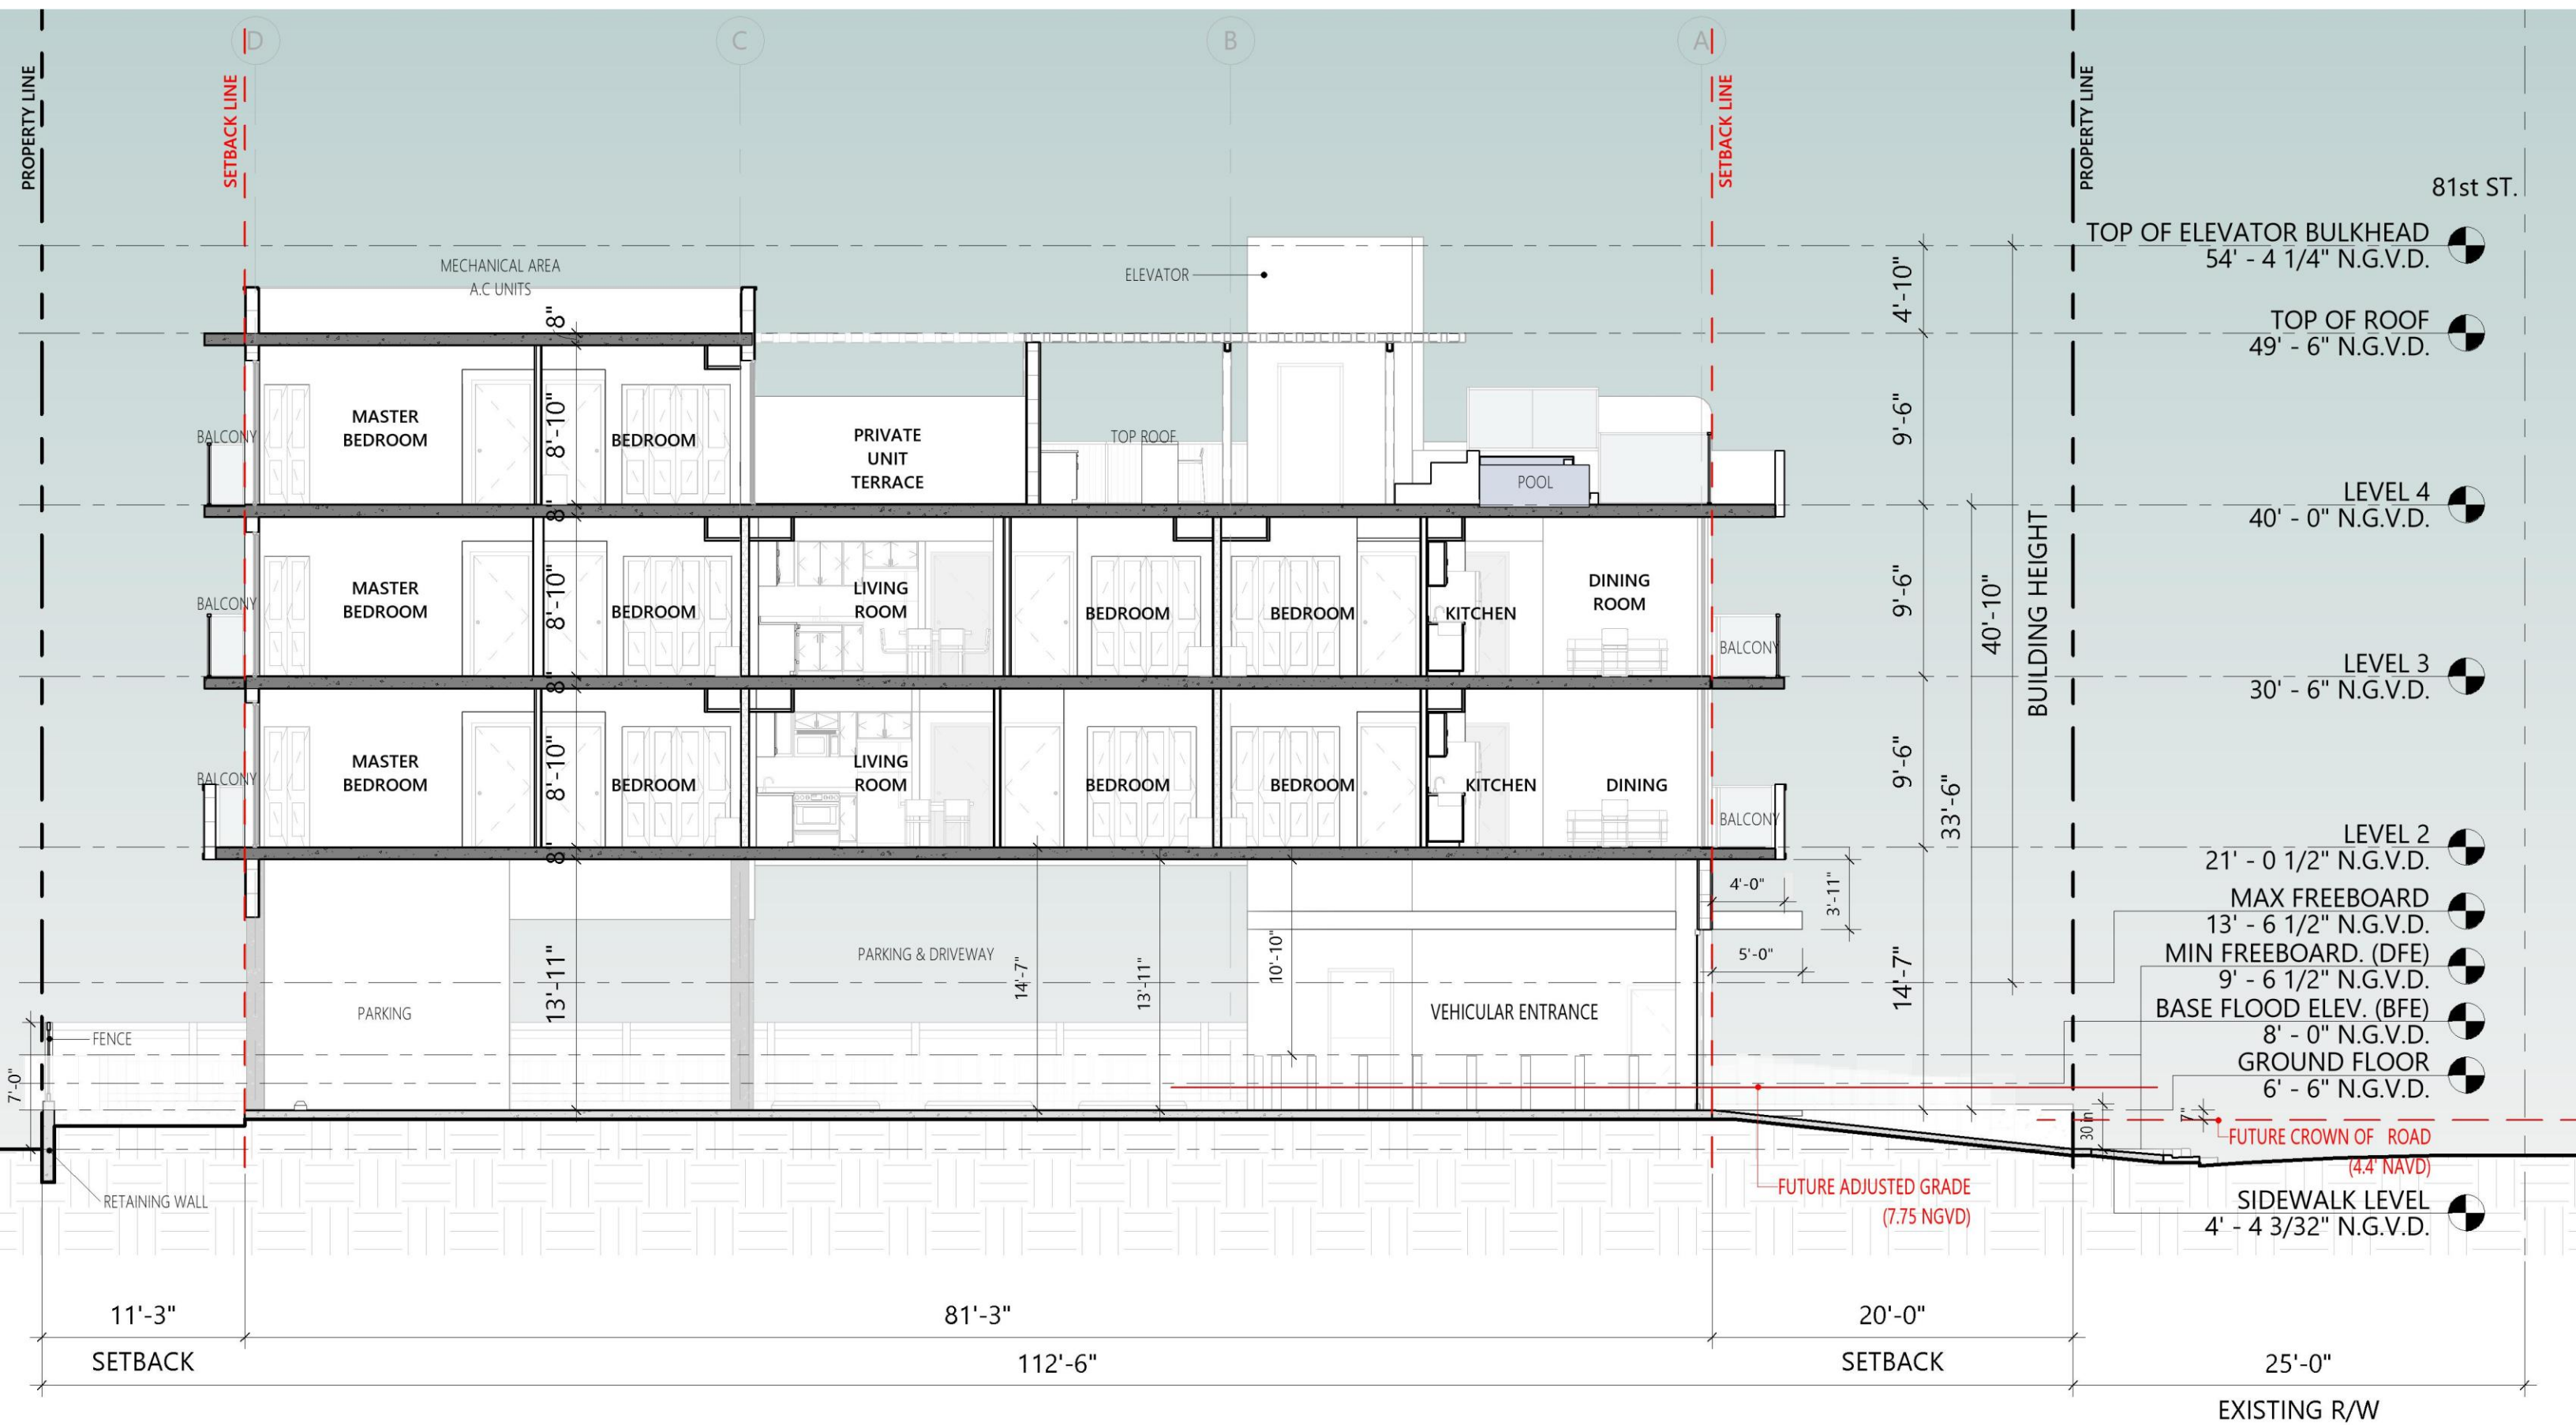 D
C
B
A
PROPERTY LINE
SETBACK LINE
SETBACK LINE
PROPERTY LINE
81st ST.
TOP OF ELEVATOR BULKHEAD
54' - 4 1/4" N.G.V.D.
TOP OF ROOF
49' - 6" N.G.V.D.
LEVEL 4
40' - 0" N.G.V.D.
LEVEL 3
30' - 6" N.G.V.D.
LEVEL 2
21' - 0 1/2" N.G.V.D.
MAX FREEBOARD
13' - 6 1/2" N.G.V.D.
MIN FREEBOARD. (DFE)
9' - 6 1/2" N.G.V.D.
BASE FLOOD ELEV. (BFE)
8' - 0" N.G.V.D.
GROUND FLOOR
6' - 6" N.G.V.D.
FUTURE CROWN OF ROAD
(4.4' NAVD)
SIDEWALK LEVEL
4' - 4 3/32" N.G.V.D.
MECHANICAL AREA
A.C UNITS
ELEVATOR
8"
4'-10"
BALCONY
MASTER
BEDROOM
8'-10"
BEDROOM
PRIVATE
UNIT
TERRACE
TOP ROOF
POOL
9'-6"
8"
BALCONY
MASTER
BEDROOM
8'-10"
BEDROOM
LIVING
ROOM
BEDROOM
BEDROOM
KITCHEN
DINING
ROOM
BALCONY
9'-6"
40'-10"
BUILDING HEIGHT
8"
BALCONY
MASTER
BEDROOM
8'-10"
BEDROOM
LIVING
ROOM
BEDROOM
BEDROOM
KITCHEN
DINING
BALCONY
9'-6"
33'-6"
8"
4'-0"
3'-11"
5'-0"
14'-7"
PARKING
13'-11"
PARKING & DRIVEWAY
14'-7"
13'-11"
10'-10"
VEHICULAR ENTRANCE
FENCE
7'-0"
RETAINING WALL
30 in
7"
FUTURE ADJUSTED GRADE
(7.75 NGVD)
11'-3"
81'-3"
20'-0"
SETBACK
112'-6"
SETBACK
25'-0"
EXISTING R/W